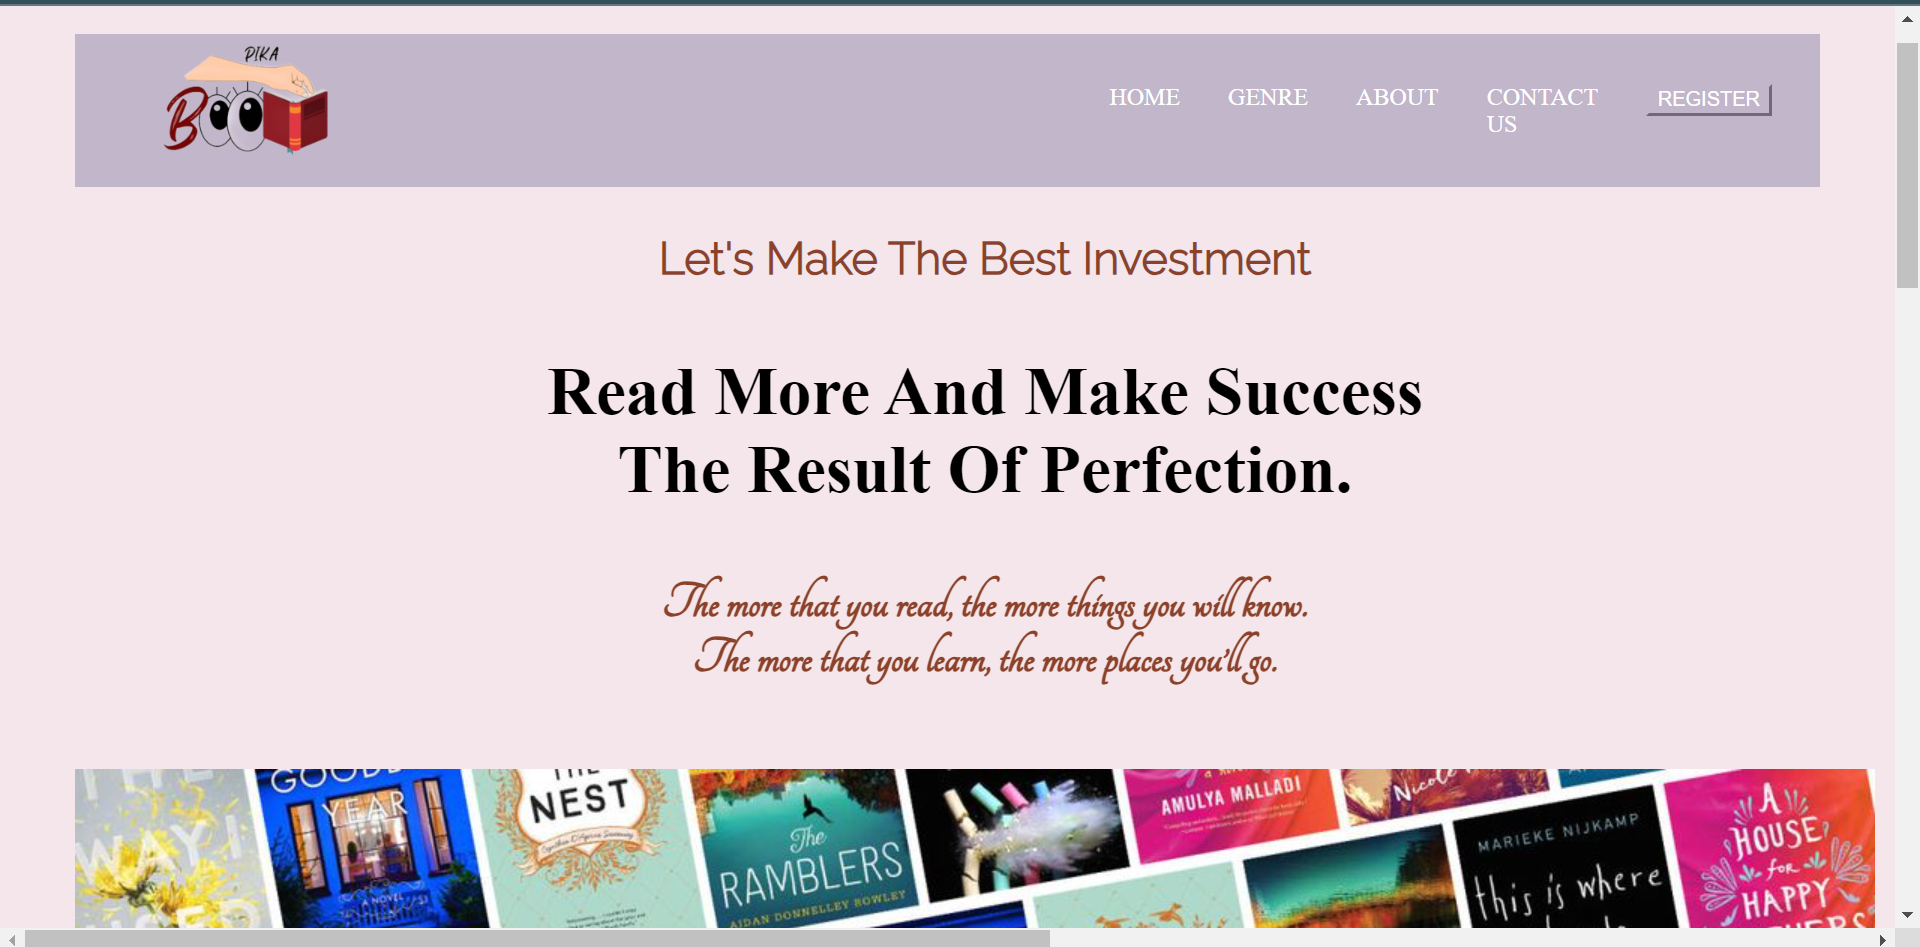 PIKA
BOOK
HOME
GENRE
ABOUT
CONTACT
US
REGISTER
Let's Make The Best Investment
Read More And Make Success
The Result Of Perfection.
The more that you read, the more things you will know.
The more that you learn, the more places you'll go.
WAY I
YEAR
A NOVEL
THE
NEST
The
RAMBLERS
AIDAN DONNELLEY ROWLEY
AMULYA MALLADI
Nicole
MARIEKE NIJKAMP
this is where
A
HOUSE
for
HAPPY